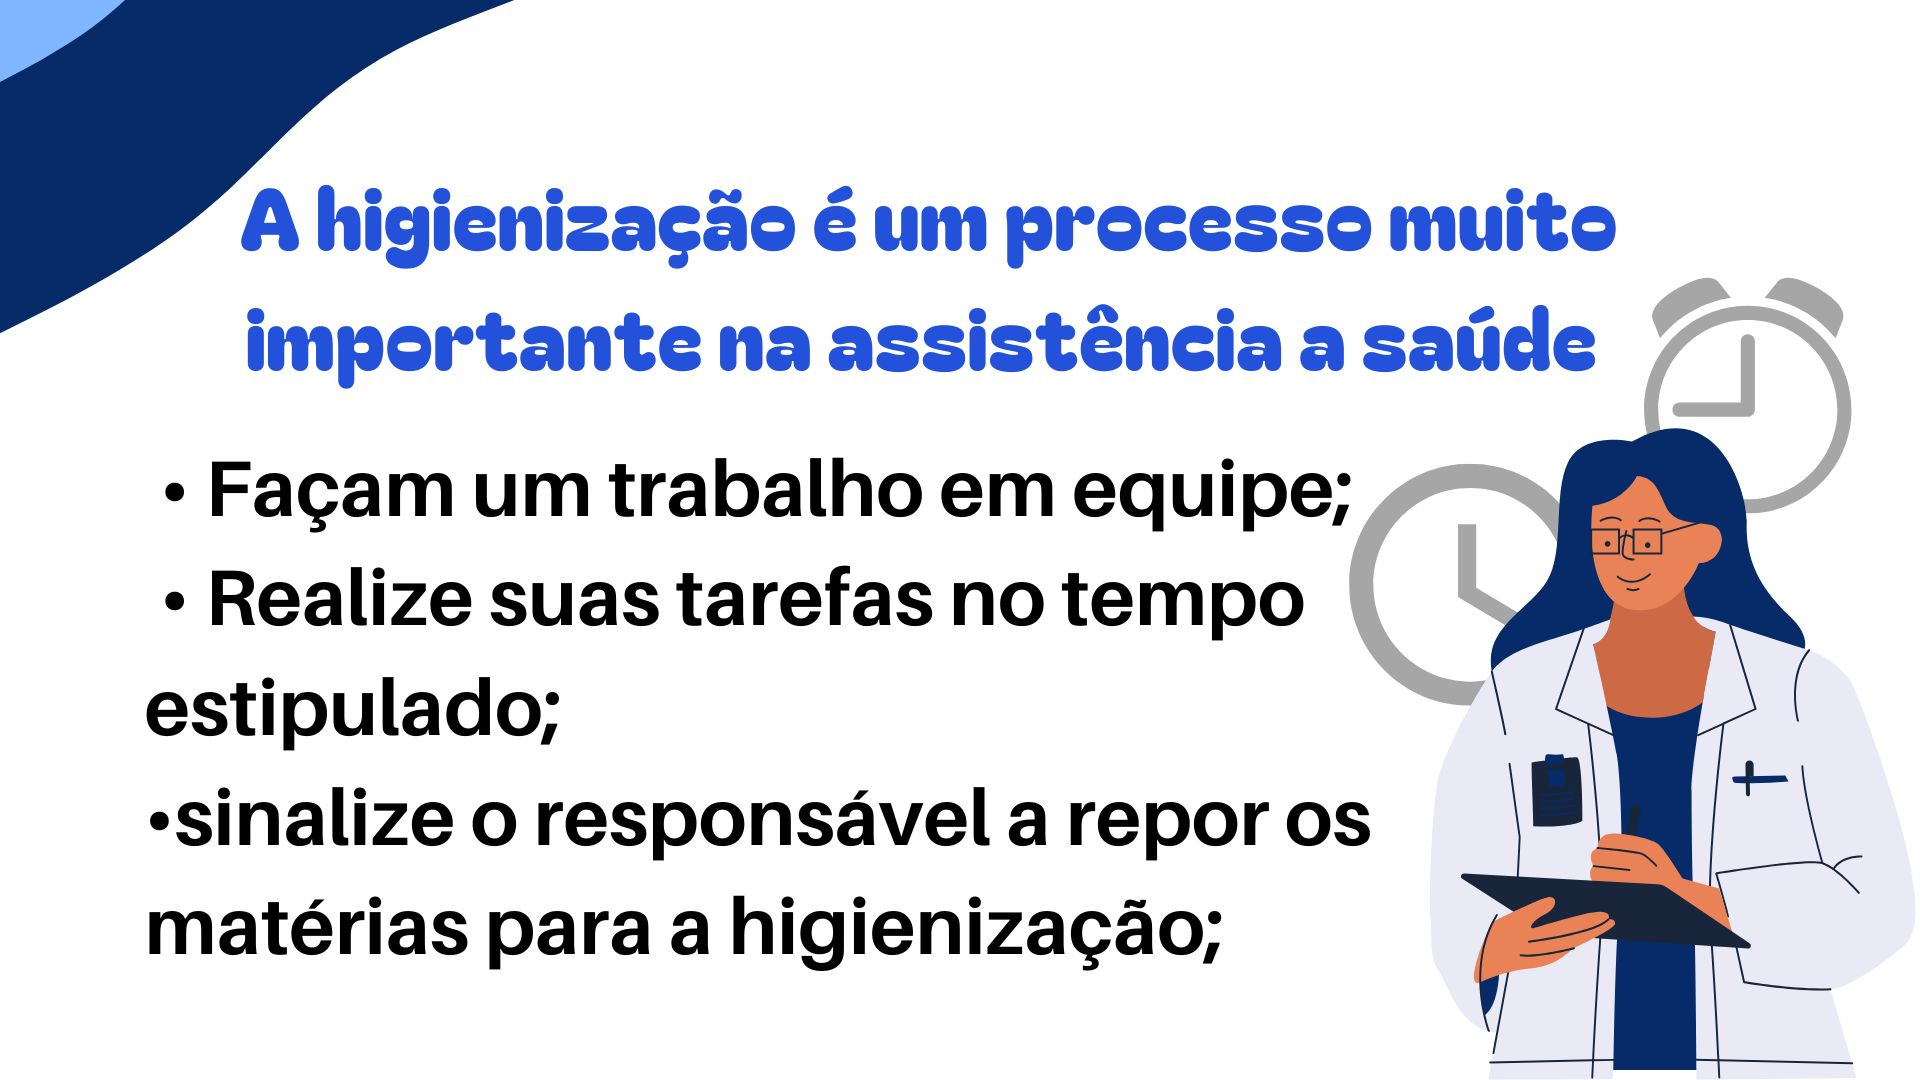 A higienização é um processo muito
importante na assistência a saúde
• Façam um trabalho em equipe;
• Realize suas tarefas no tempo
estipulado;
•sinalize o responsável a repor os
matérias para a higienização;